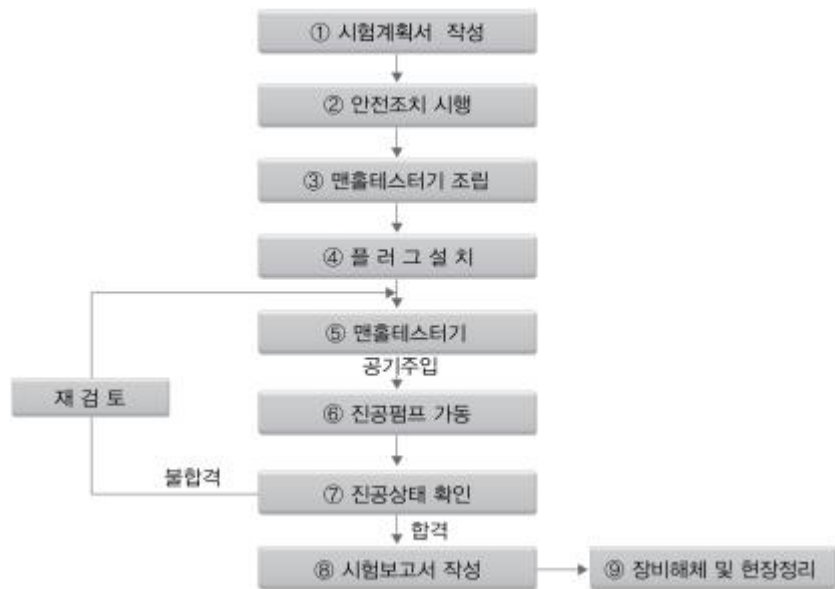 ① 시험계획서 작성
② 안전조치 시행
③ 맨홀테스터기 조립
④ 플 러 그 설 치
⑤ 맨홀테스터기
공기주입
재 검 토
⑥ 진공펌프 가동
불합격
⑦ 진공상태 확인
합격
⑧ 시험보고서 작성
⑨ 장비해체 및 현장정리